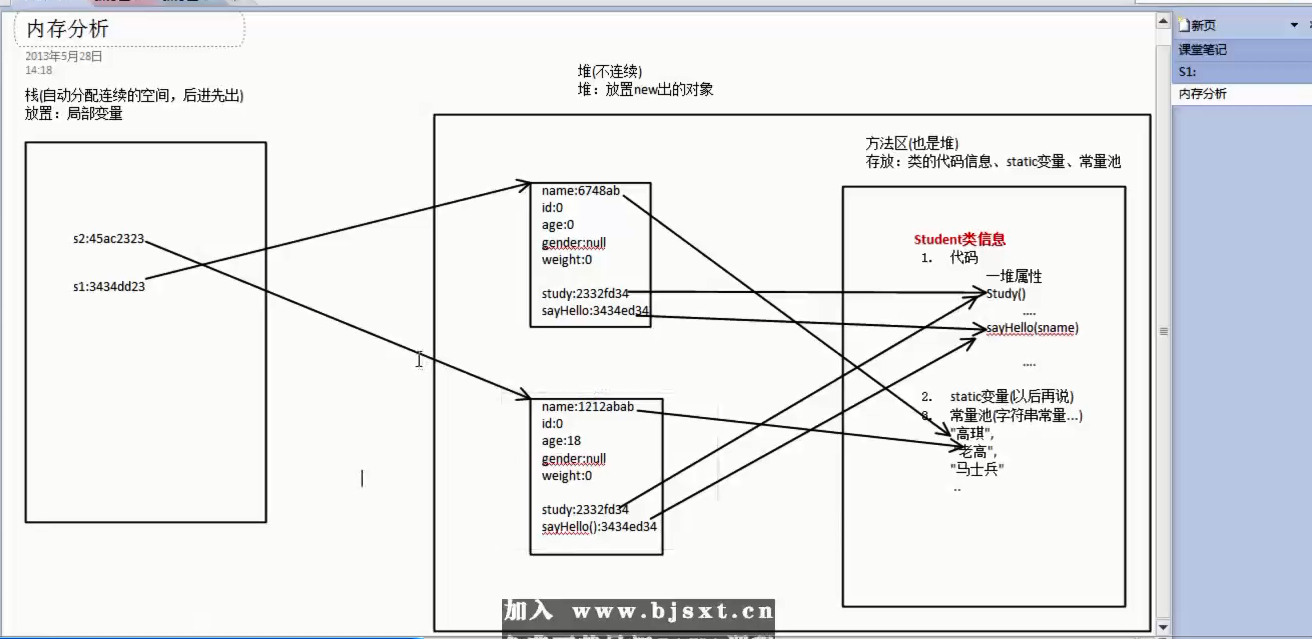 内存分析
2013年5月28日
14:18
栈(自动分配连续的空间，后进先出)
放置：局部变量
s2:45ac2323
s1:3434dd23
堆(不连续)
堆：放置new出的对象
name:6748ab
id:0
age:0
gender:null
weight:0
study:2332fd34
sayHello:3434ed34
name:1212abab
id:0
age:18
gender:null
weight:0
study:2332fd34
sayHello():3434ed34
方法区(也是堆)
存放：类的代码信息、static变量、常量池
Student类信息
1. 代码
一堆属性
Study()
....
sayHello(sname)
....
2. static变量(以后再说)
3. 常量池(字符串常量...)
"高琪",
"老高",
"马士兵"
..
新页
课堂笔记
S1:
内存分析
加入 www.bjsxt.cn